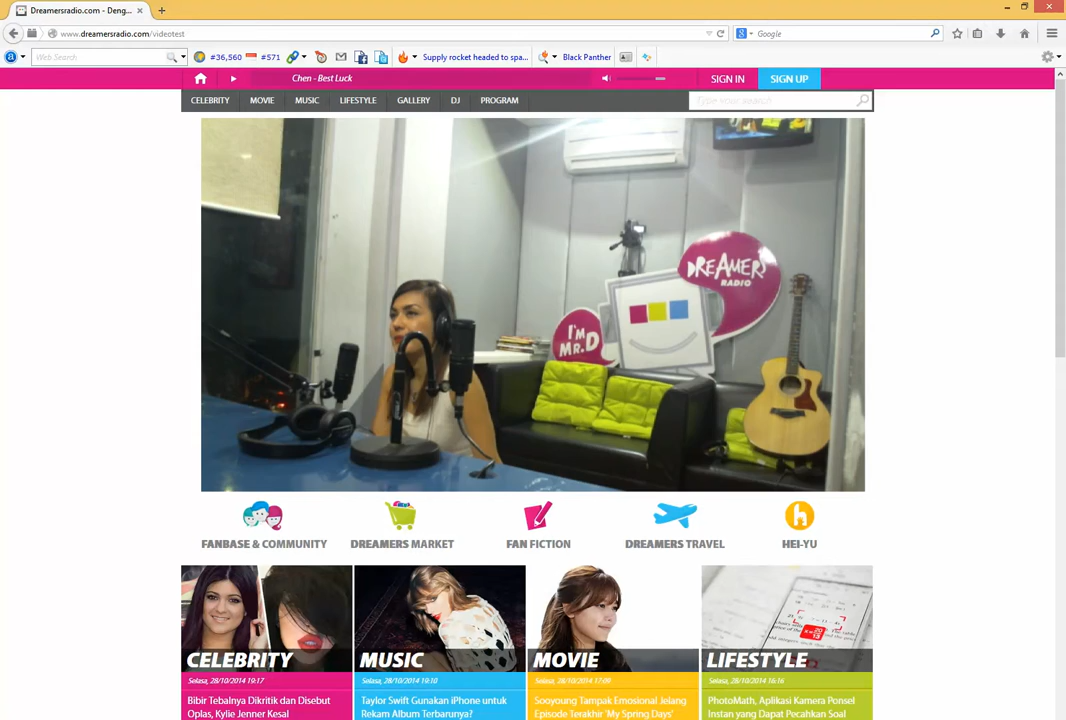 Dreamersradio.com - Deng...
www.dreamersradio.com/videotest
Google
Web Search
#36,560
#571
Supply rocket headed to spa...
Black Panther
Chen - Best Luck
SIGN IN
SIGN UP
CELEBRITY
MOVIE
MUSIC
LIFESTYLE
GALLERY
DJ
PROGRAM
Type your search
DREAMERS
RADIO
I'M
MR.D
FANBASE & COMMUNITY
DREAMERS MARKET
FAN FICTION
DREAMERS TRAVEL
HEI-YU
CELEBRITY
MUSIC
MOVIE
LIFESTYLE
Selasa, 28/10/2014 19:17
Selasa, 28/10/2014 19:10
Selasa, 28/10/2014 17:09
Selasa, 28/10/2014 16:16
Bibir Tebalnya Dikritik dan Disebut
Oplas, Kylie Jenner Kesal
Taylor Swift Gunakan iPhone untuk
Rekam Album Terbarunya?
Sooyoung Tampak Emosional Jelang
Episode Terakhir 'My Spring Days'
PhotoMath, Aplikasi Kamera Ponsel
Instan yang Dapat Pecahkan Soal